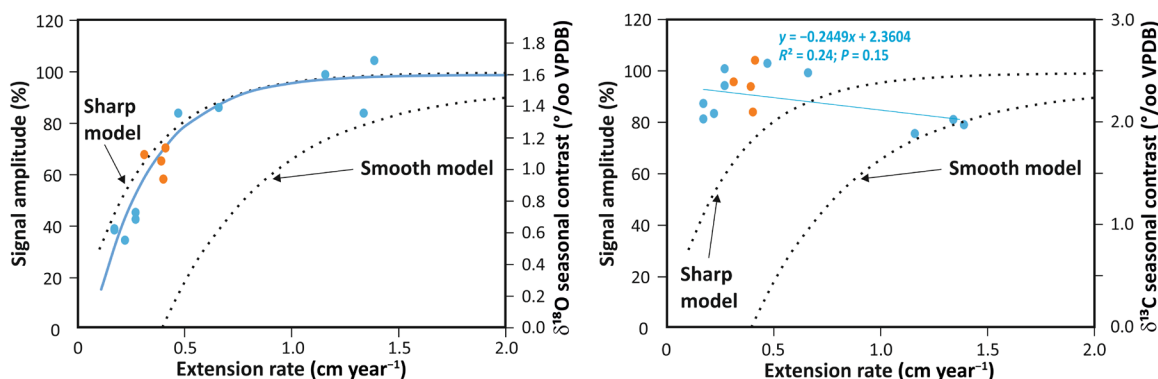 120
100
80
60
40
20
0
Signal amplitude (%)
Sharp
model
Smooth model
1.8
1.6
1.4
1.2
1.0
0.8
0.6
0.4
0.2
0.0
δ18O seasonal contrast (°/oo VPDB)
0
0.5
1.0
1.5
2.0
Extension rate (cm year⁻¹)
120
100
80
60
40
20
0
Signal amplitude (%)
y = −0.2449x + 2.3604
R² = 0.24; P = 0.15
Smooth model
Sharp
model
3.0
2.0
1.0
0.0
δ13C seasonal contrast (°/oo VPDB)
0
0.5
1.0
1.5
2.0
Extension rate (cm year⁻¹)